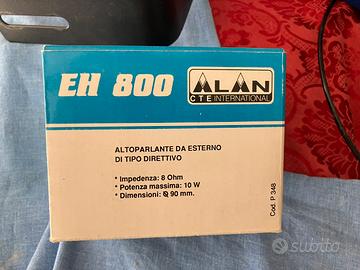 EH 800
ALAN
CTE INTERNATIONAL
ALTOPARLANTE DA ESTERNO
DI TIPO DIRETTIVO
* Impedenza: 8 Ohm
* Potenza massima: 10 W
* Dimensioni: Ø 90 mm.
Cod. P 348
subito